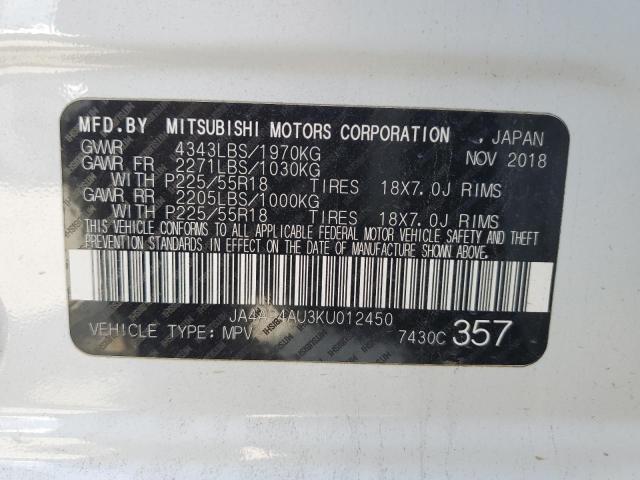 MFD.BY MITSUBISHI MOTORS CORPORATION , JAPAN
GVWR 4343LBS/1970KG NOV 2018
GAWR FR 2271LBS/1030KG
WITH P225/55R18 TIRES 18X7.0J RIMS
GAWR RR 2205LBS/1000KG
WITH P225/55R18 TIRES 18X7.0J RIMS
THIS VEHICLE CONFORMS TO ALL APPLICABLE FEDERAL MOTOR VEHICLE SAFETY AND THEFT
PREVENTION STANDARDS IN EFFECT ON THE DATE OF MANUFACTURE SHOWN ABOVE.
JA4AP4AU3KU012450
VEHICLE TYPE: MPV 7430C 357